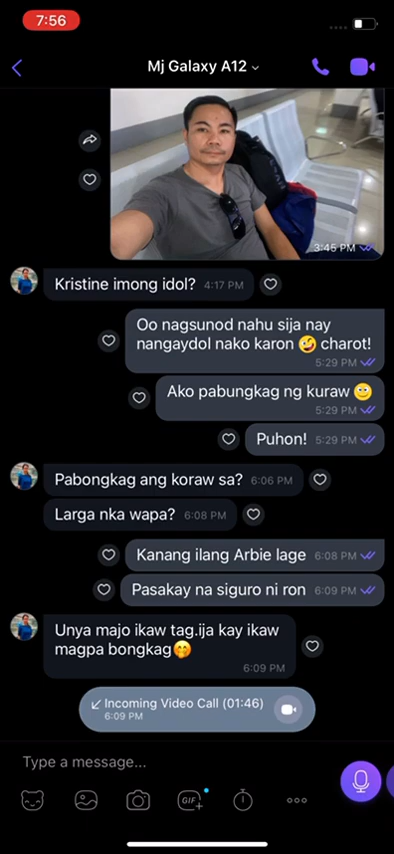 7:56
Mj Galaxy A12
3:45 PM
Kristine imong idol? 4:17 PM
Oo nagsunod nahu sija nay
nangaydol nako karon 🤪 charot!
5:29 PM
Ako pabungkag ng kuraw 🙄
5:29 PM
Puhon! 5:29 PM
Pabongkag ang koraw sa? 6:06 PM
Larga nka wapa? 6:08 PM
Kanang ilang Arbie lage 6:08 PM
Pasakay na siguro ni ron 6:09 PM
Unya majo ikaw tag.ija kay ikaw
magpa bongkag🤭
6:09 PM
Incoming Video Call (01:46)
6:09 PM
Type a message...
GIF+